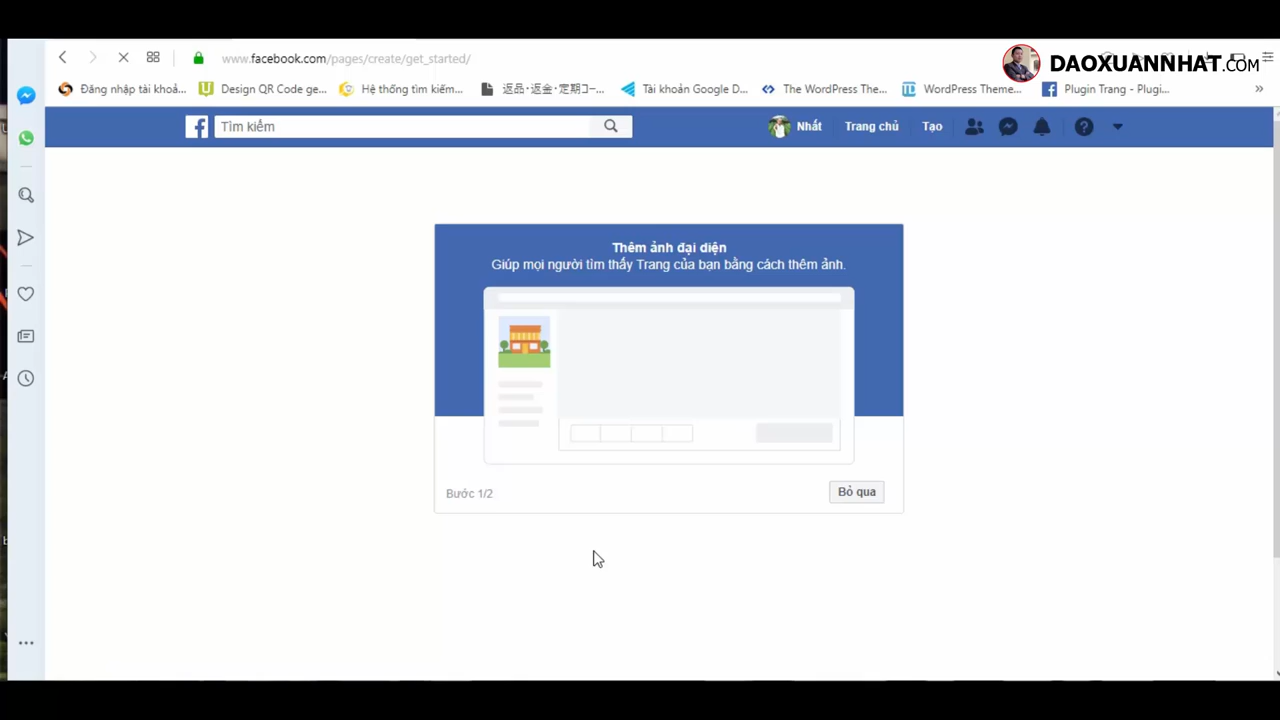 DAOXUANNHAT.COM
www.facebook.com/pages/create/get_started/
Đăng nhập tài khoả...
Design QR Code ge...
Hệ thống tìm kiếm...
返品・返金・定期コー...
Tài khoản Google D...
The WordPress The...
WordPress Theme...
Plugin Trang - Plugi...
»
Tìm kiếm
Nhất
Trang chủ
Tạo
Thêm ảnh đại diện
Giúp mọi người tìm thấy Trang của bạn bằng cách thêm ảnh.
Bước 1/2
Bỏ qua